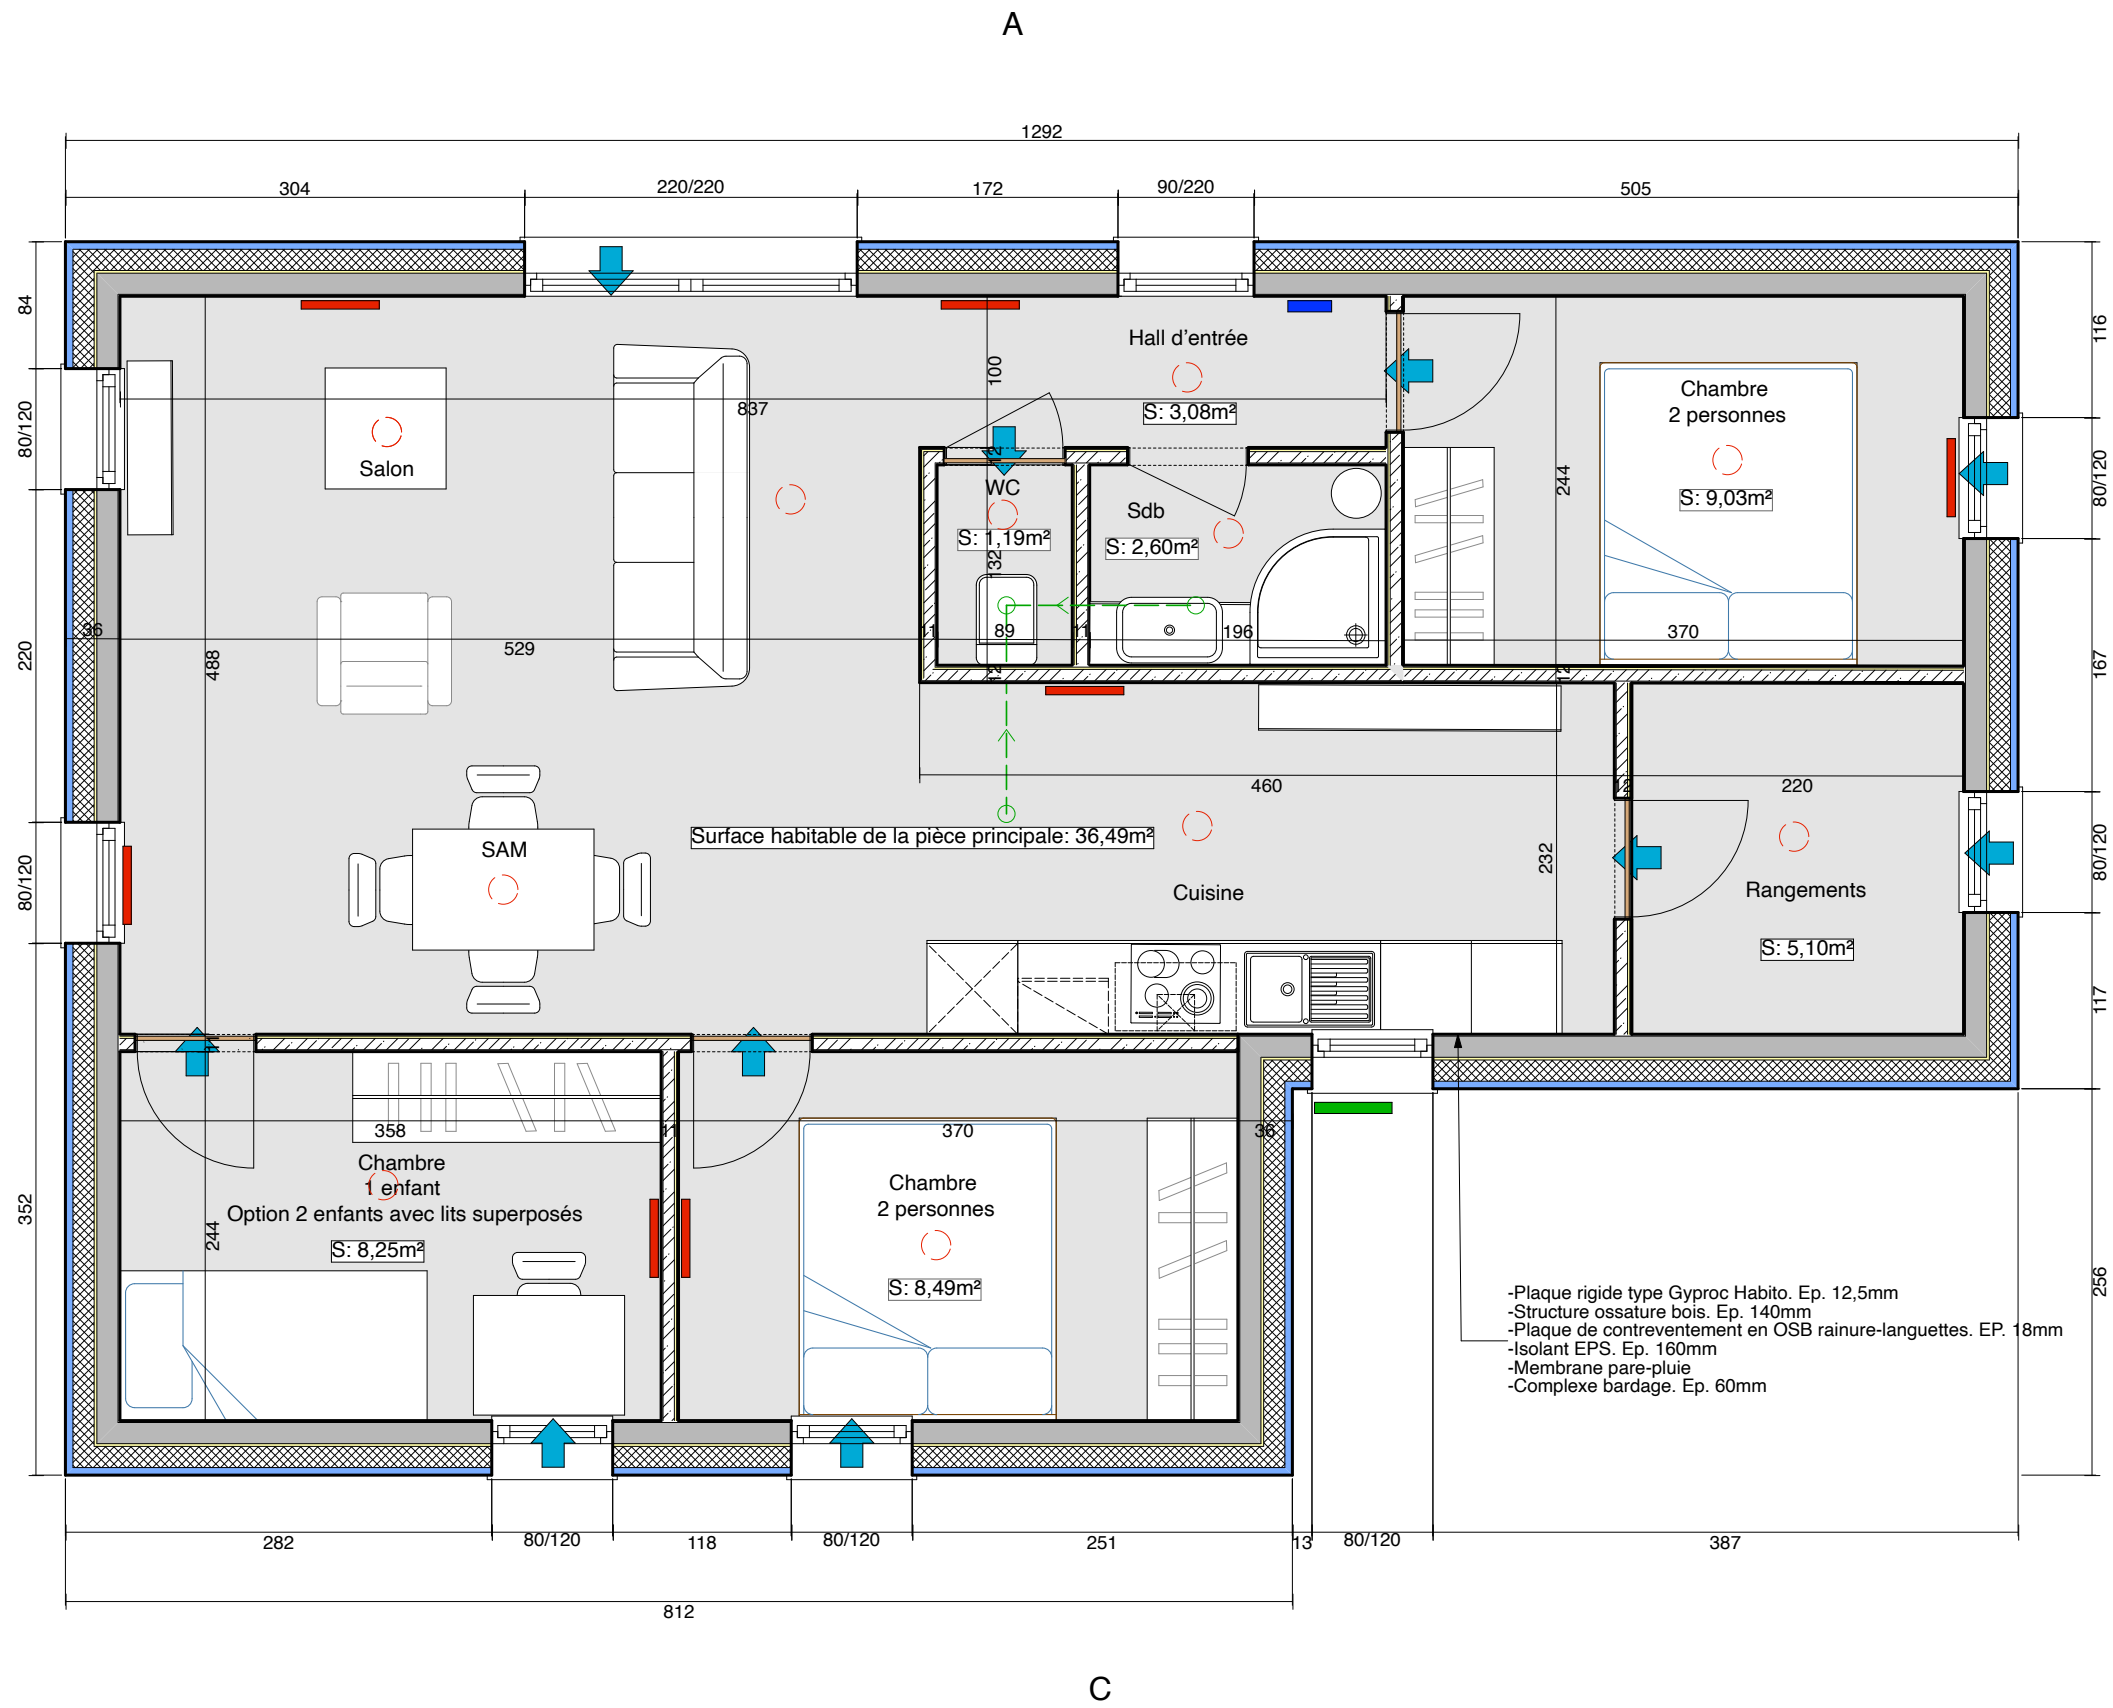 A
1292
304
220/220
172
90/220
505
84
80/120
220
80/120
352
116
80/120
167
80/120
117
256
Hall d’entrée
S: 3,08m²
100
837
Salon
Chambre
2 personnes
S: 9,03m²
244
12
WC
S: 1,19m²
132
Sdb
S: 2,60m²
36
529
488
11
89
11
196
370
12
12
460
12
220
SAM
Surface habitable de la pièce principale: 36,49m²
232
Cuisine
Rangements
S: 5,10m²
11
358
11
370
36
Chambre
1 enfant
Option 2 enfants avec lits superposés
S: 8,25m²
244
Chambre
2 personnes
S: 8,49m²
-Plaque rigide type Gyproc Habito. Ep. 12,5mm
-Structure ossature bois. Ep. 140mm
-Plaque de contreventement en OSB rainure-languettes. EP. 18mm
-Isolant EPS. Ep. 160mm
-Membrane pare-pluie
-Complexe bardage. Ep. 60mm
282
80/120
118
80/120
251
13
80/120
387
812
C